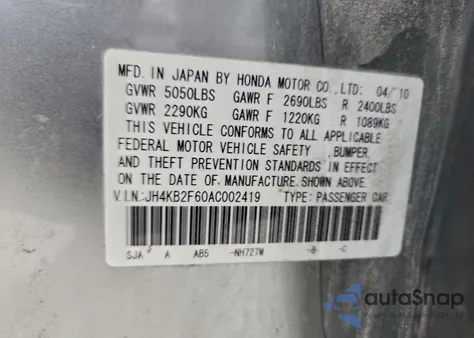 MFD. IN JAPAN BY HONDA MOTOR CO., LTD: 04/10
GVWR 5050LBS GAWR F 2690LBS R 2400LBS
GVWR 2290KG GAWR F 1220KG R 1089KG
THIS VEHICLE CONFORMS TO ALL APPLICABLE
FEDERAL MOTOR VEHICLE SAFETY, BUMPER,
AND THEFT PREVENTION STANDARDS IN EFFECT
ON THE DATE OF MANUFACTURE SHOWN ABOVE.
V.I.N.:JH4KB2F60AC002419 TYPE: PASSENGER CAR
SJA A AB5 -NH727M -B -C
autoSnap